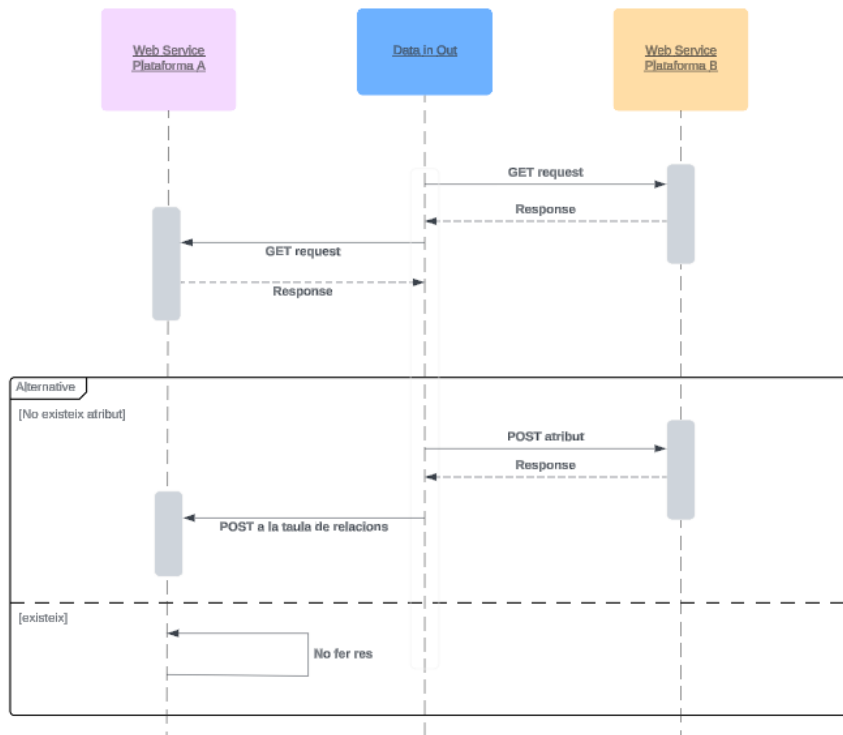 Web Service
Plataforma A
Data in Out
Web Service
Plataforma B
GET request
Response
GET request
Response
Alternative
[No existeix atribut]
POST atribut
Response
POST a la taula de relacions
[existeix]
No fer res